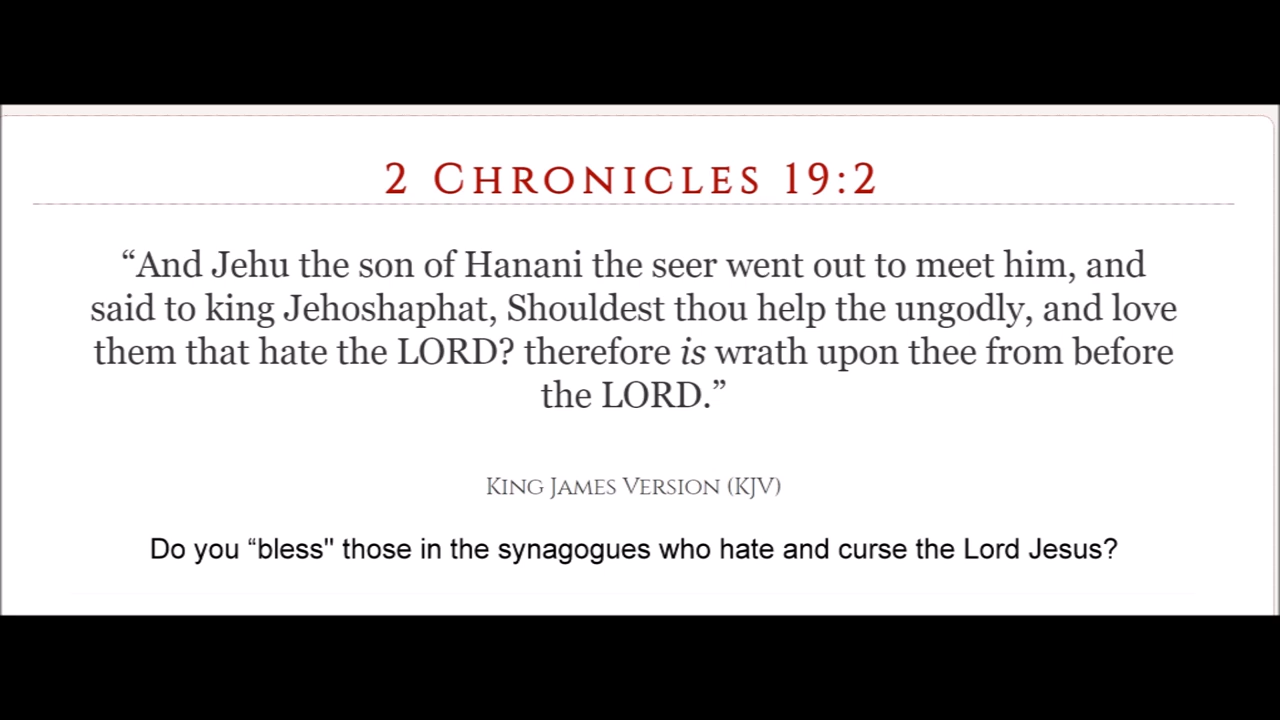 2 Chronicles 19:2
“And Jehu the son of Hanani the seer went out to meet him, and
said to king Jehoshaphat, Shouldest thou help the ungodly, and love
them that hate the LORD? therefore is wrath upon thee from before
the LORD.”
King James Version (KJV)
Do you “bless" those in the synagogues who hate and curse the Lord Jesus?